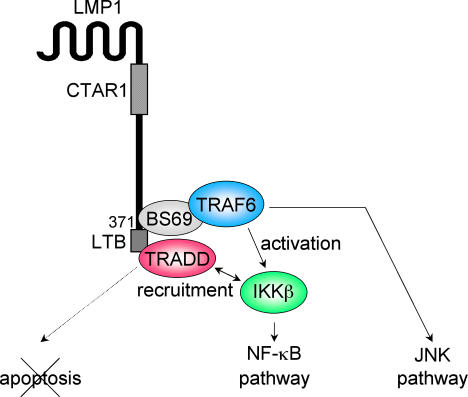 LMP1
CTAR1
371
BS69
TRAF6
LTB
TRADD
activation
recruitment
IKKβ
apoptosis
NF-κB
pathway
JNK
pathway